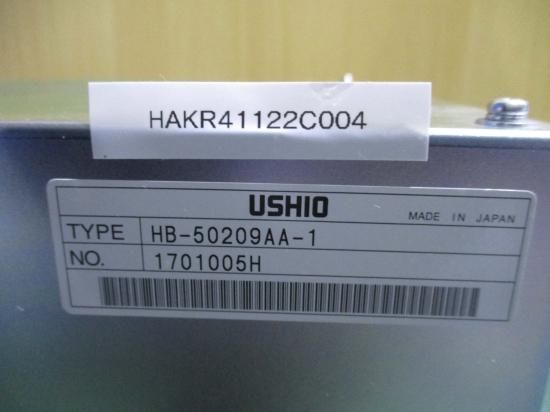 HAKR41122C004
USHIO
MADE IN JAPAN
TYPE HB-50209AA-1
NO. 1701005H